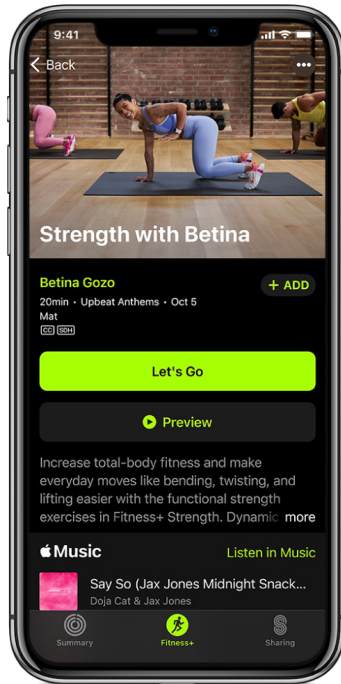 9:41
Back
Strength with Betina
Betina Gozo
+ ADD
20min • Upbeat Anthems • Oct 5
Mat
CC SDH
Let's Go
Preview
Increase total-body fitness and make
everyday moves like bending, twisting, and
lifting easier with the functional strength
exercises in Fitness+ Strength. Dynamic more
Music
Listen in Music
Say So (Jax Jones Midnight Snack...
Doja Cat & Jax Jones
Summary
Fitness+
Sharing